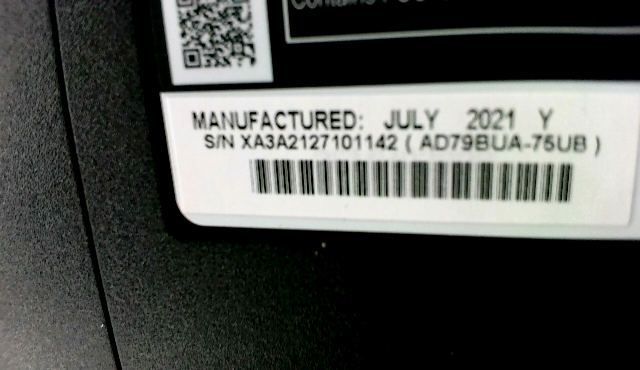 MANUFACTURED: JULY 2021 Y
S/N XA3A2127101142 ( AD79BUA-75UB )